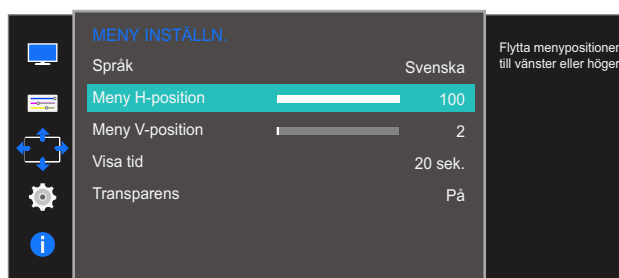 MENY INSTÄLLN.
Språk Svenska
Meny H-position 100
Meny V-position 2
Visa tid 20 sek.
Transparens På
Flytta menypositionen
till vänster eller höger